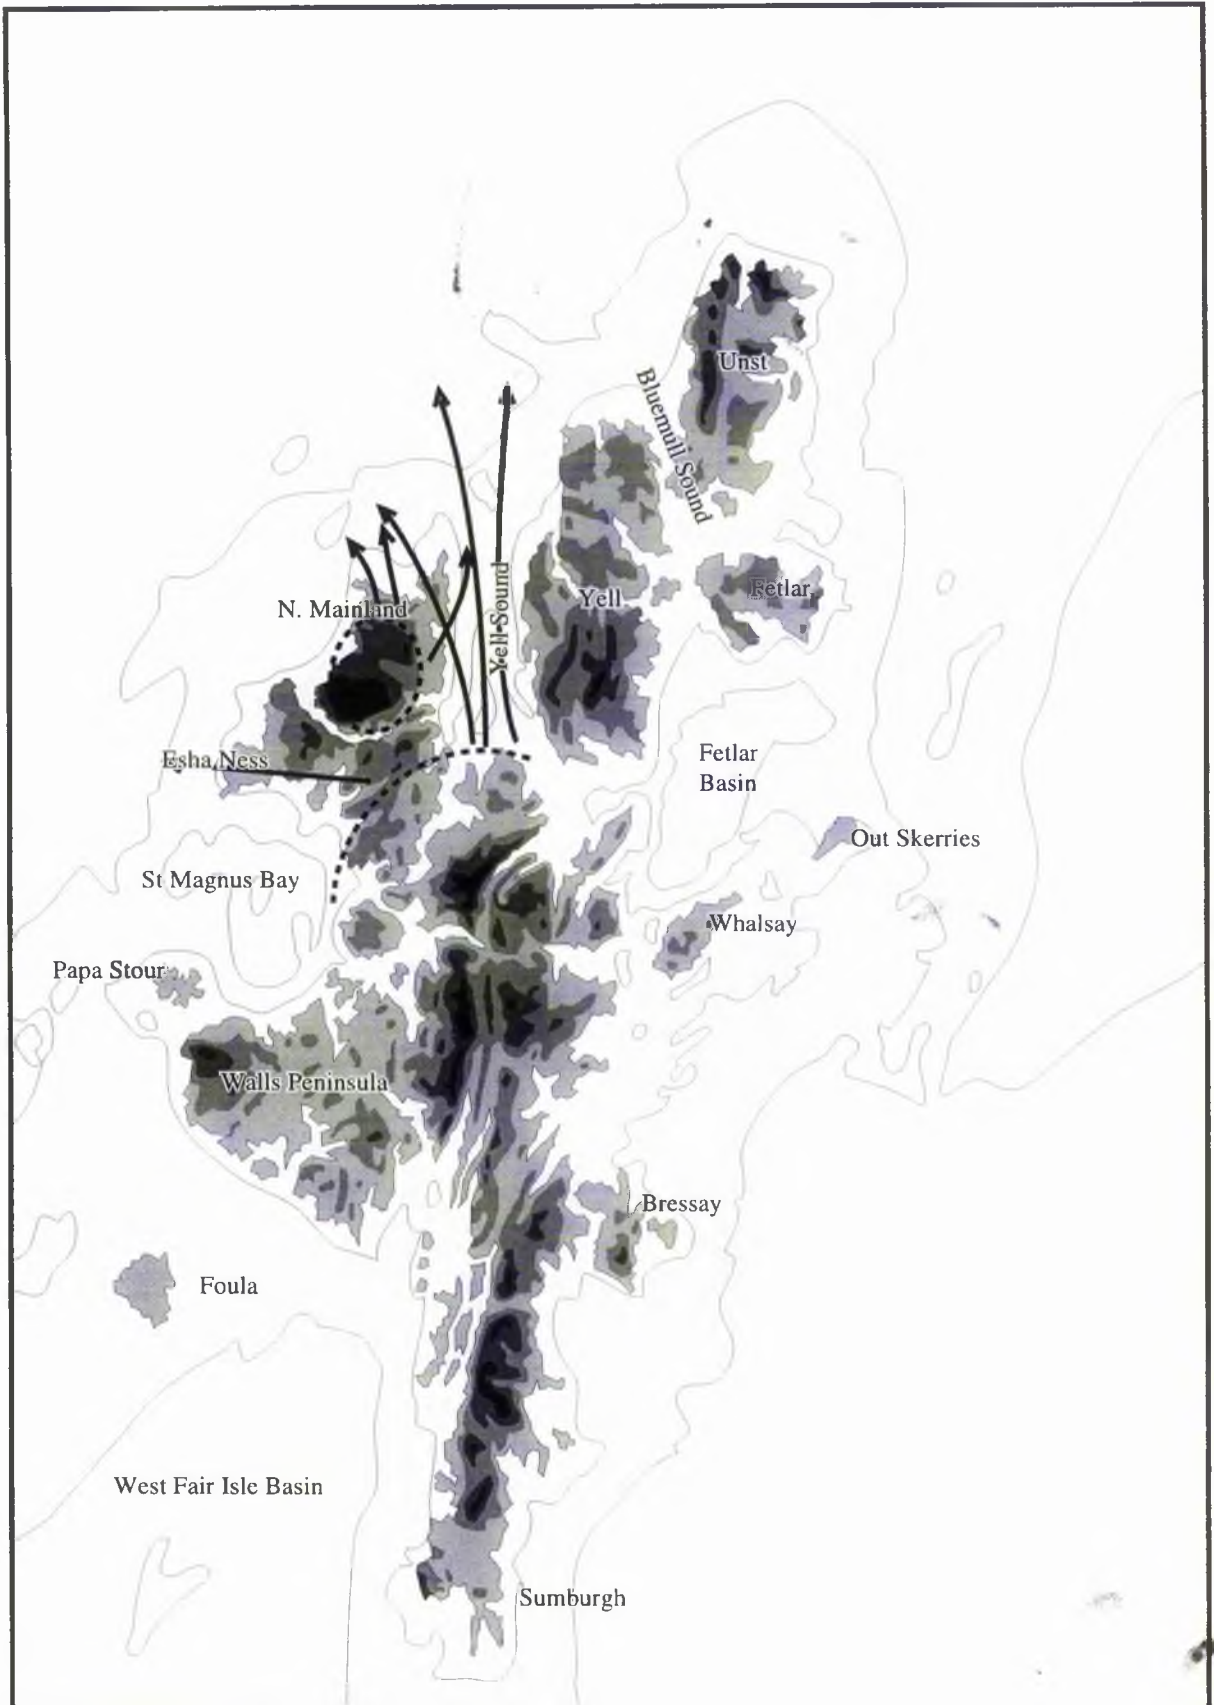 Unst
Bluemull Sound
N. Mainland
Yell Sound
Yell
Fetlar
Esha Ness
Fetlar
Basin
Out Skerries
St Magnus Bay
Whalsay
Papa Stour
Walls Peninsula
Bressay
Foula
West Fair Isle Basin
Sumburgh